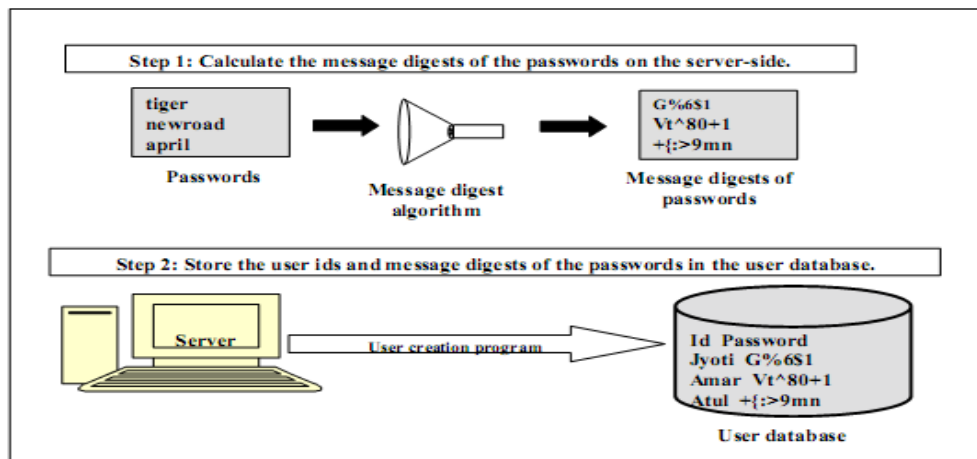 Step 1: Calculate the message digests of the passwords on the server-side.
tiger
newroad
april
Passwords
Message digest
algorithm
G%6$1
Vt^80+1
+{:>9mn
Message digests of
passwords
Step 2: Store the user ids and message digests of the passwords in the user database.
Server
User creation program
Id Password
Jyoti G%6$1
Amar Vt^80+1
Atul +{:>9mn
User database